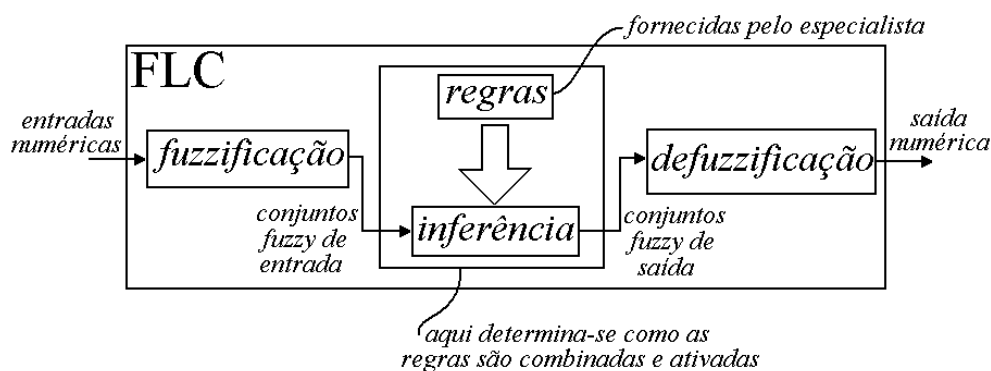 fornecidas pelo especialista
FLC
regras
entradas
numéricas
fuzzificação
saída
numérica
defuzzificação
conjuntos
fuzzy de
entrada
inferência
conjuntos
fuzzy de
saída
aqui determina-se como as
regras são combinadas e ativadas